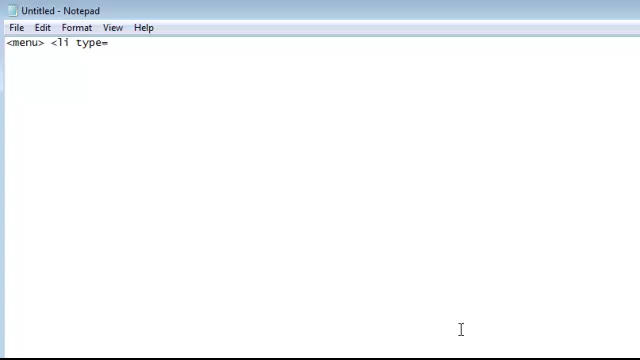 Untitled - Notepad
File Edit Format View Help
<menu> <li type=